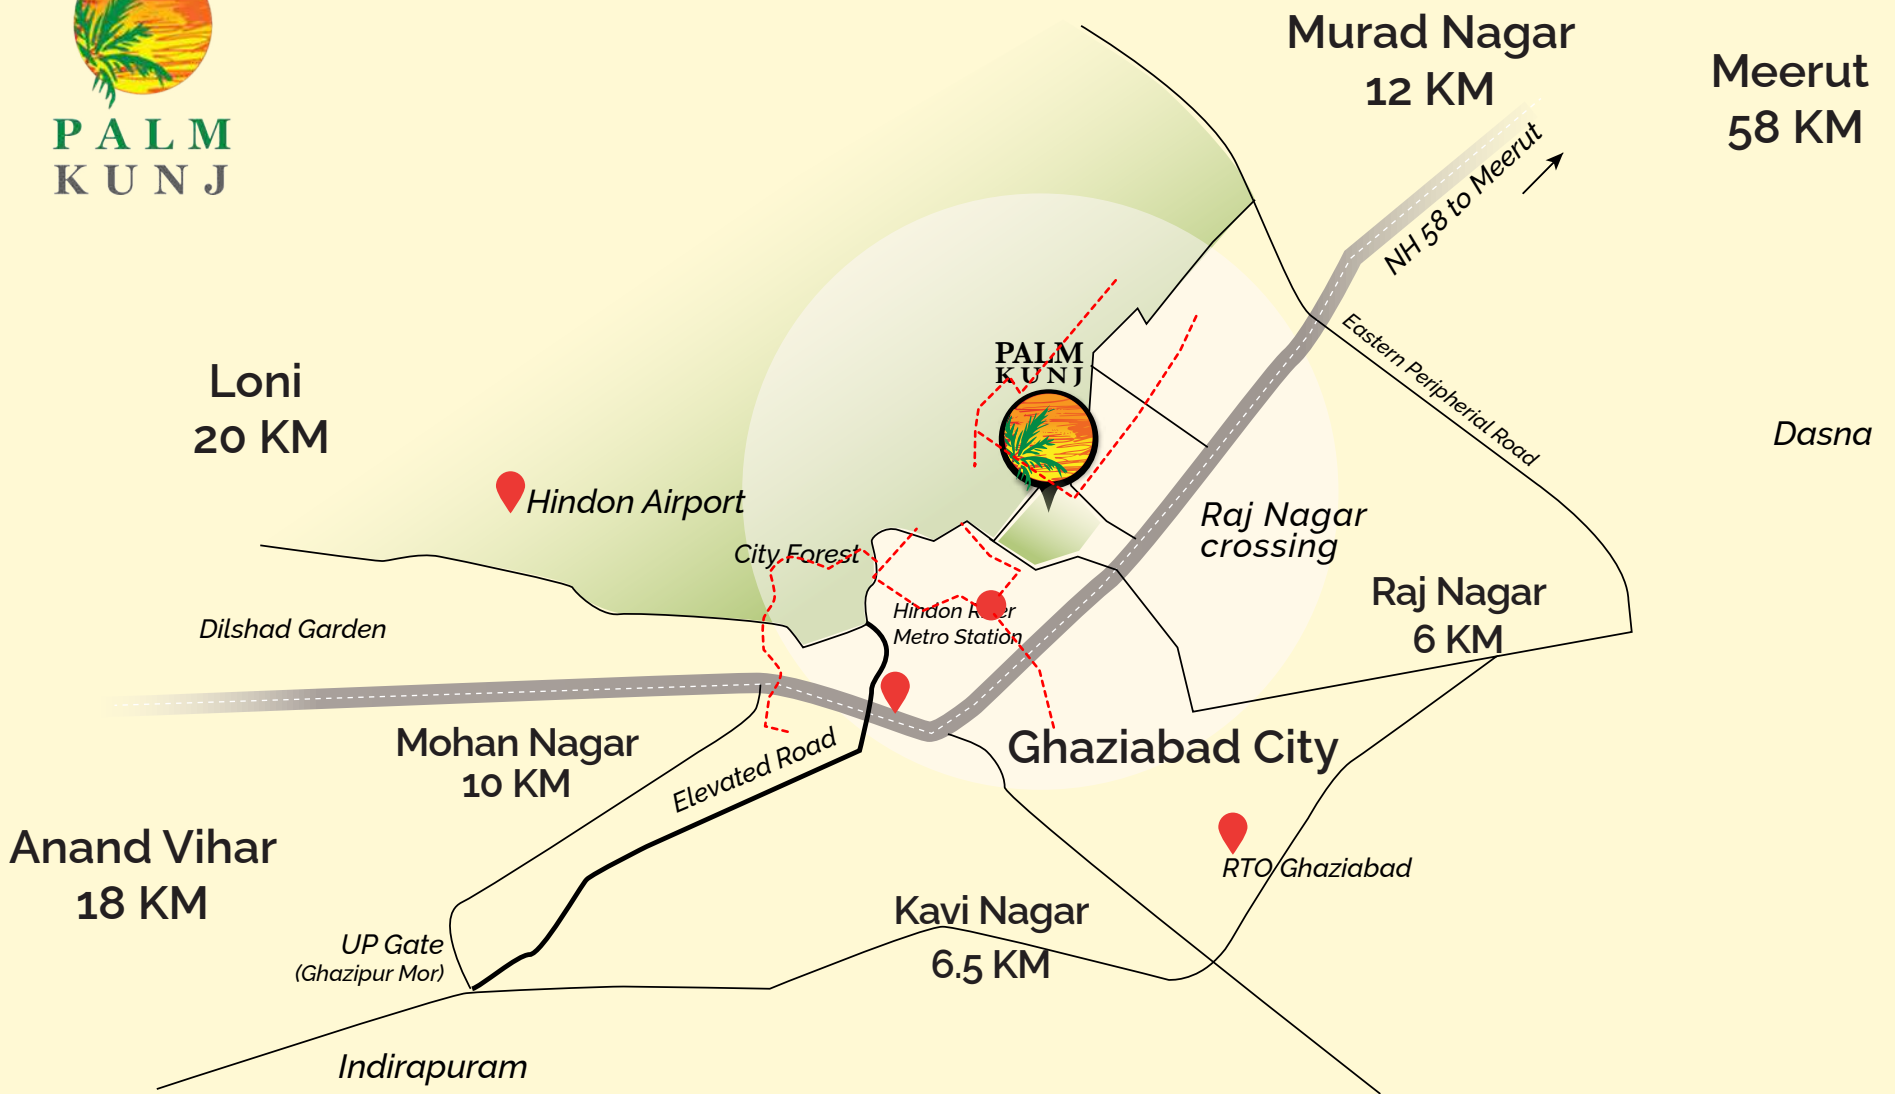 PALM
KUNJ
Murad Nagar
12 KM
Meerut
58 KM
NH 58 to Meerut
Eastern Peripherial Road
PALM
KUNJ
Loni
20 KM
Dasna
Hindon Airport
Raj Nagar
crossing
City Forest
Raj Nagar
6 KM
Hindon River
Metro Station
Dilshad Garden
Mohan Nagar
10 KM
Elevated Road
Ghaziabad City
Anand Vihar
18 KM
RTO Ghaziabad
Kavi Nagar
6.5 KM
UP Gate
(Ghazipur Mor)
Indirapuram